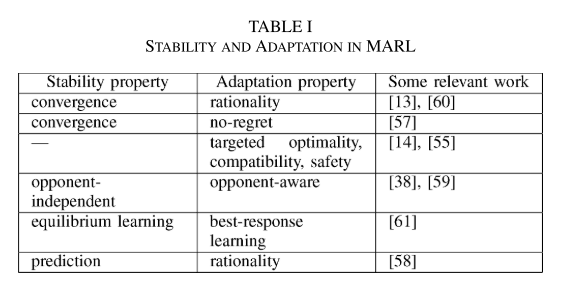 TABLE I
STABILITY AND ADAPTATION IN MARL
Stability property Adaptation property Some relevant work
convergence rationality [13], [60]
convergence no-regret [57]
— targeted optimality, [14], [55]
compatibility, safety
opponent- opponent-aware [38], [59]
independent
equilibrium learning best-response [61]
learning
prediction rationality [58]